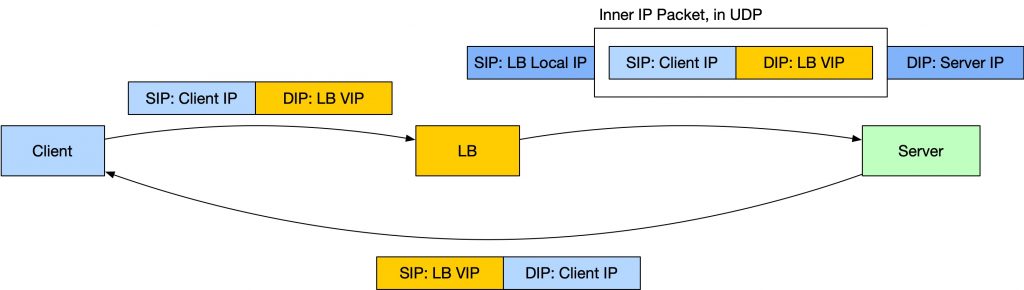 Inner IP Packet, in UDP
SIP: LB Local IP
SIP: Client IP
DIP: LB VIP
DIP: Server IP
SIP: Client IP
DIP: LB VIP
Client
LB
Server
SIP: LB VIP
DIP: Client IP